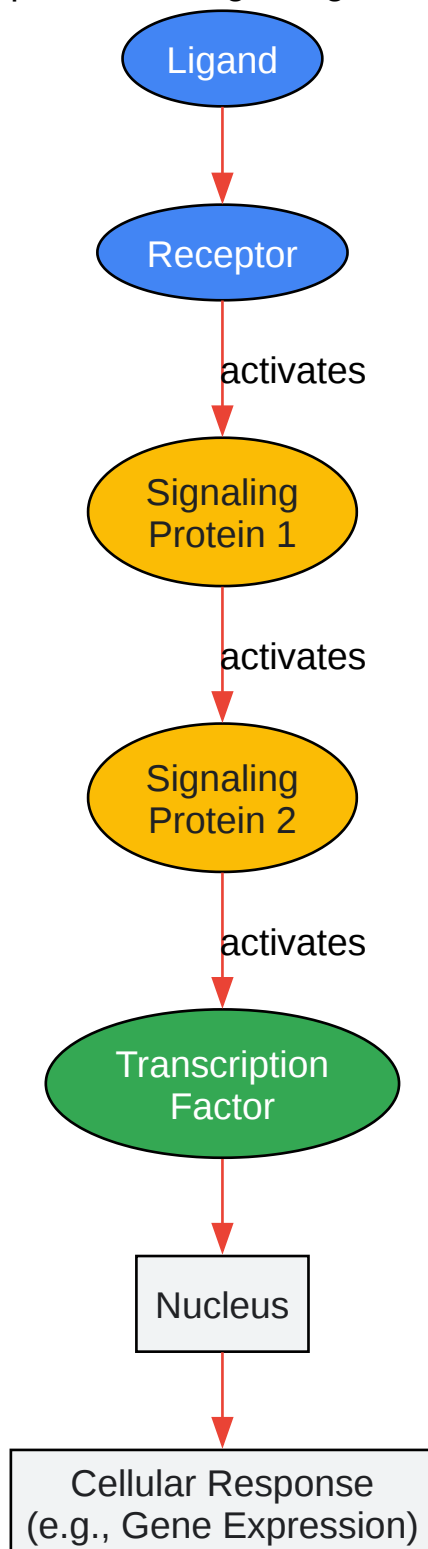 Ligand
Receptor
activates
Signaling
Protein 1
activates
Signaling
Protein 2
activates
Transcription
Factor
Nucleus
Cellular Response
(e.g., Gene Expression)